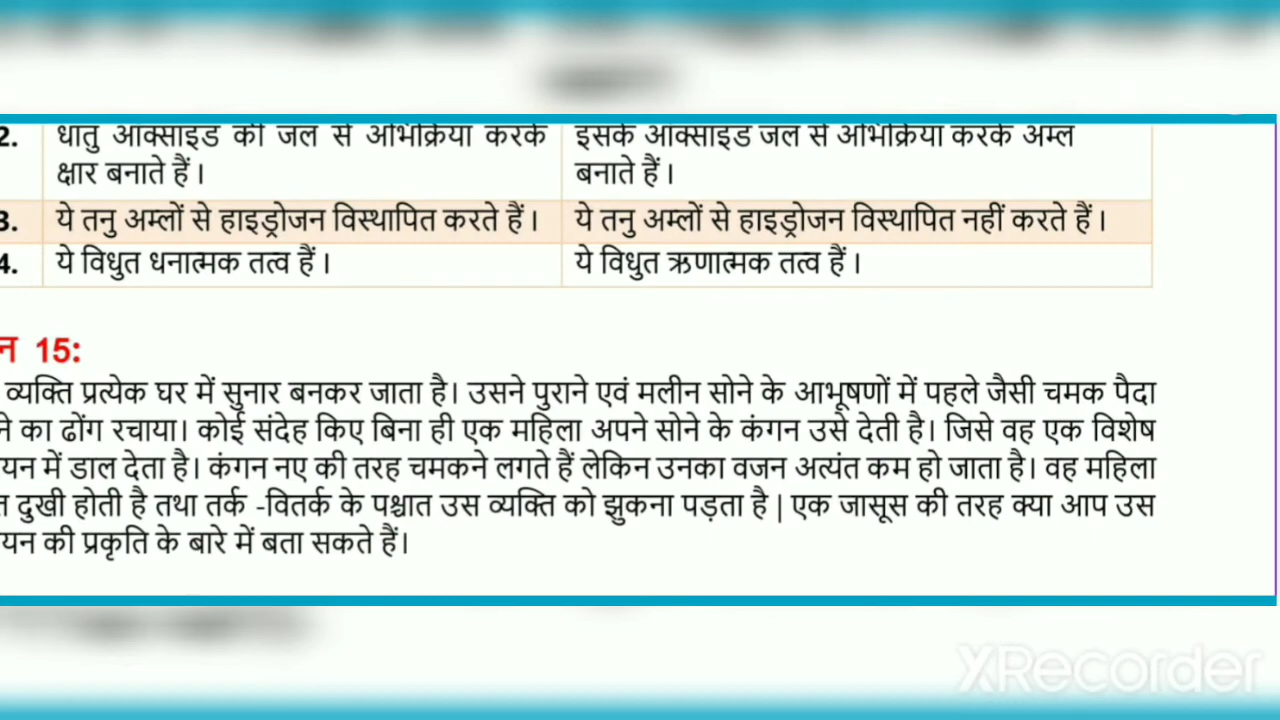 2. धातु ऑक्साइड की जल से अभिक्रिया करके इसके ऑक्साइड जल से अभिक्रिया करके अम्ल
क्षार बनाते हैं । बनाते हैं ।
3. ये तनु अम्लों से हाइड्रोजन विस्थापित करते हैं । ये तनु अम्लों से हाइड्रोजन विस्थापित नहीं करते हैं ।
4. ये विधुत धनात्मक तत्व हैं । ये विधुत ऋणात्मक तत्व हैं ।
न 15:
व्यक्ति प्रत्येक घर में सुनार बनकर जाता है। उसने पुराने एवं मलीन सोने के आभूषणों में पहले जैसी चमक पैदा
ने का ढोंग रचाया। कोई संदेह किए बिना ही एक महिला अपने सोने के कंगन उसे देती है। जिसे वह एक विशेष
यन में डाल देता है। कंगन नए की तरह चमकने लगते हैं लेकिन उनका वजन अत्यंत कम हो जाता है। वह महिला
त दुखी होती है तथा तर्क -वितर्क के पश्चात उस व्यक्ति को झुकना पड़ता है | एक जासूस की तरह क्या आप उस
यन की प्रकृति के बारे में बता सकते हैं।
XRecorder